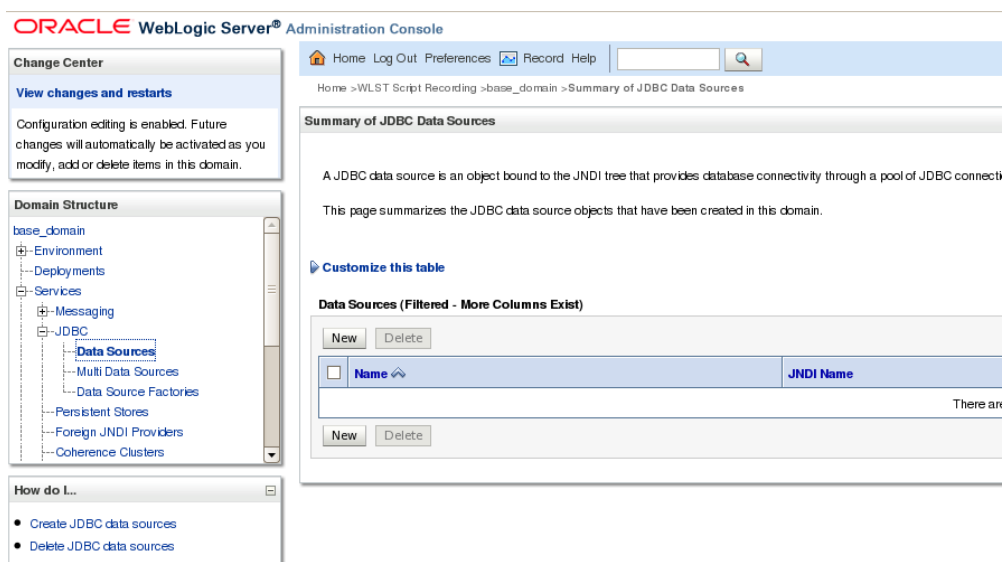 ORACLE WebLogic Server® Administration Console
Change Center
View changes and restarts
Configuration editing is enabled. Future
changes will automatically be activated as you
modify, add or delete items in this domain.
Domain Structure
base_domain
Environment
Deployments
Services
Messaging
JDBC
Data Sources
Multi Data Sources
Data Source Factories
Persistent Stores
Foreign JNDI Providers
Coherence Clusters
How do I...
Create JDBC data sources
Delete JDBC data sources
Home Log Out Preferences Record Help
Home >WLST Script Recording >base_domain >Summary of JDBC Data Sources
Summary of JDBC Data Sources
A JDBC data source is an object bound to the JNDI tree that provides database connectivity through a pool of JDBC connecti
This page summarizes the JDBC data source objects that have been created in this domain.
Customize this table
Data Sources (Filtered - More Columns Exist)
New Delete
Name JNDI Name
There are
New Delete